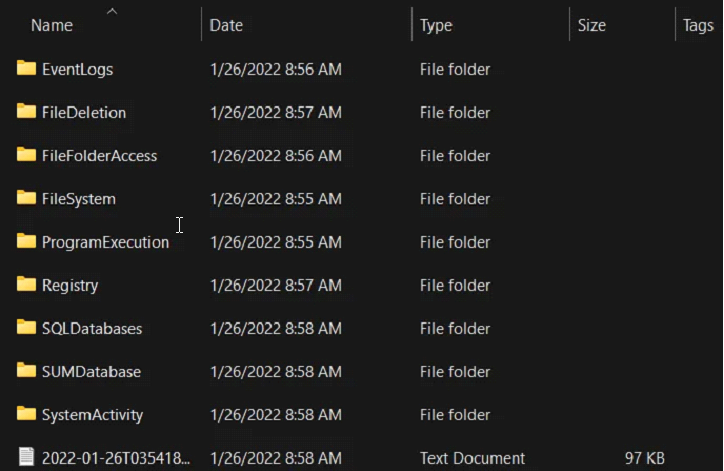 Name Date Type Size Tags
EventLogs 1/26/2022 8:56 AM File folder
FileDeletion 1/26/2022 8:57 AM File folder
FileFolderAccess 1/26/2022 8:56 AM File folder
FileSystem 1/26/2022 8:55 AM File folder
ProgramExecution 1/26/2022 8:55 AM File folder
Registry 1/26/2022 8:57 AM File folder
SQLDatabases 1/26/2022 8:58 AM File folder
SUMDatabase 1/26/2022 8:58 AM File folder
SystemActivity 1/26/2022 8:58 AM File folder
2022-01-26T035418... 1/26/2022 8:58 AM Text Document 97 KB